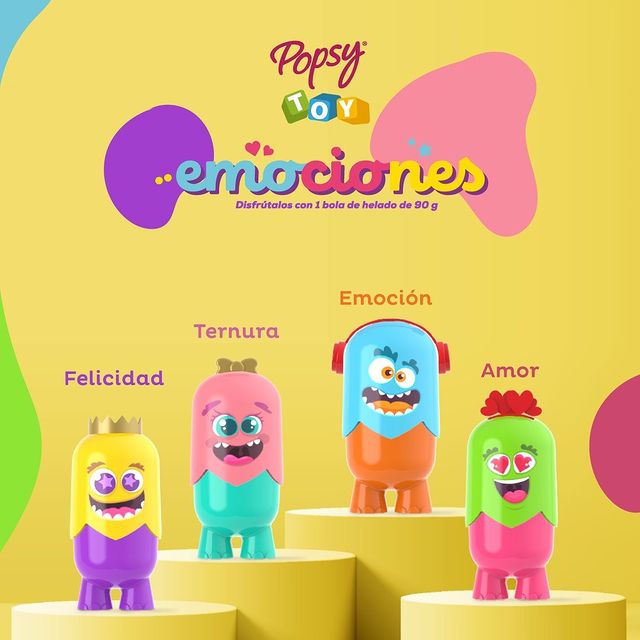 Popsy®
TOY
emociones
Disfrútalos con 1 bola de helado de 90 g
Emoción
Ternura
Amor
Felicidad